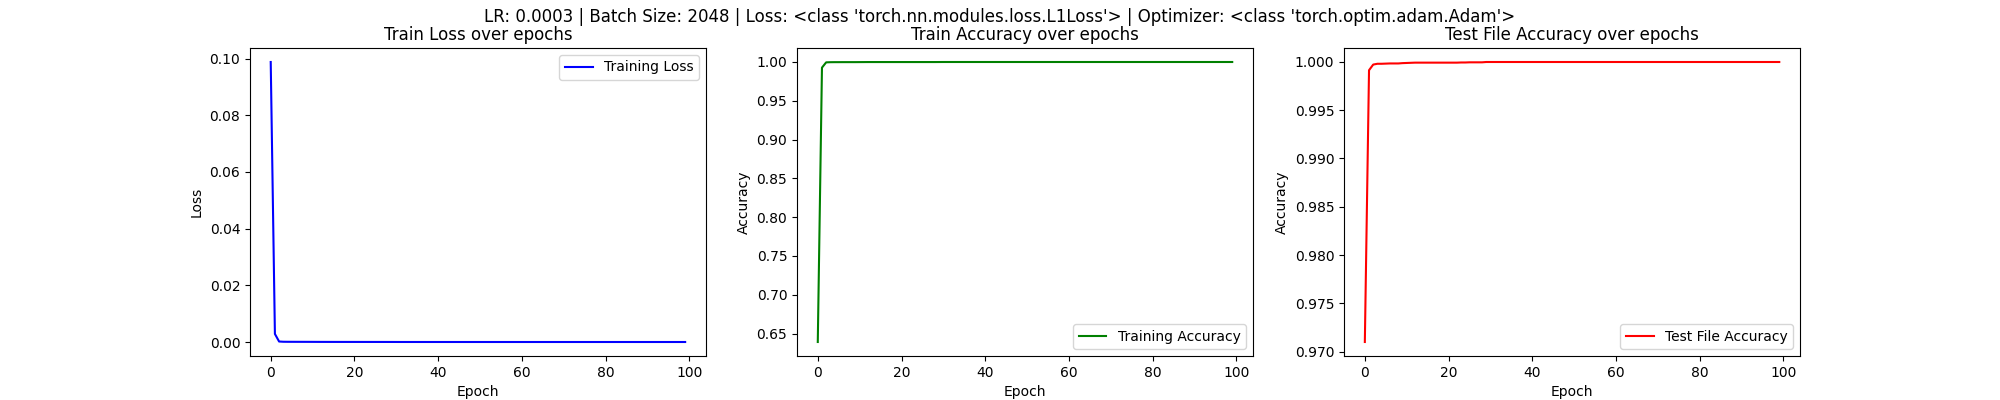 LR: 0.0003 | Batch Size: 2048 | Loss: <class 'torch.nn.modules.loss.L1Loss'> | Optimizer: <class 'torch.optim.adam.Adam'>
Train Loss over epochs
Training Loss
0.10
0.08
0.06
0.04
0.02
0.00
Loss
0 20 40 60 80 100
Epoch
Train Accuracy over epochs
1.00
0.95
0.90
0.85
0.80
0.75
0.70
0.65
Accuracy
Training Accuracy
0 20 40 60 80 100
Epoch
Test File Accuracy over epochs
1.000
0.995
0.990
0.985
0.980
0.975
0.970
Accuracy
Test File Accuracy
0 20 40 60 80 100
Epoch